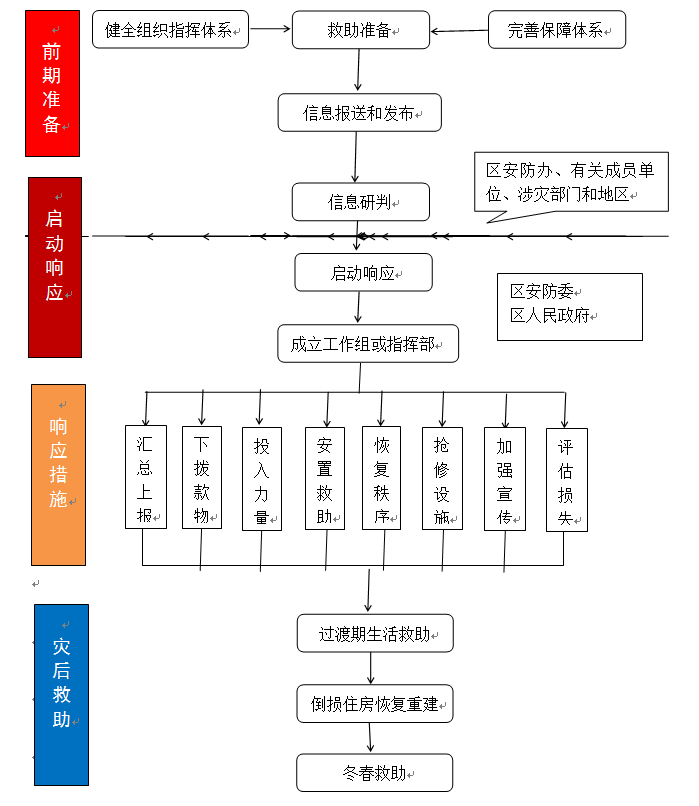 前期准备
健全组织指挥体系
救助准备
完善保障体系
信息报送和发布
信息研判
区安防办、有关成员单
位、涉灾部门和地区
启动响应
启动响应
区安防委
区人民政府
成立工作组或指挥部
响应措施
汇总上报
下拨款物
投入力量
安置救助
恢复秩序
抢修设施
加强宣传
评估损失
灾后救助
过渡期生活救助
倒损住房恢复重建
冬春救助